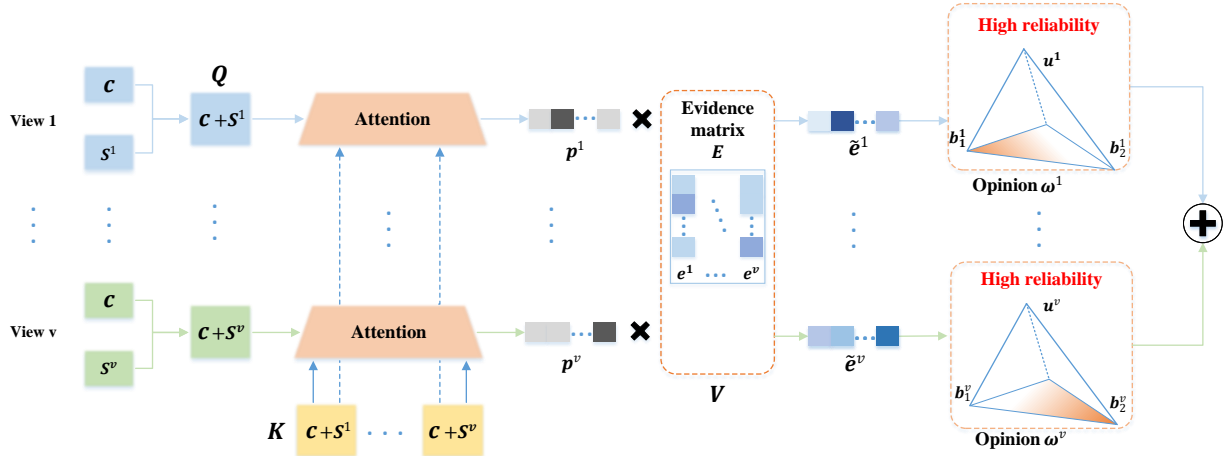 View 1
c
S¹
Q
c+S¹
Attention
p¹
Evidence
matrix
E
e¹ ... eᵛ
V
ẽ¹
High reliability
u¹
b₁¹
b₂¹
Opinion ω¹
View v
c
Sᵛ
c+Sᵛ
Attention
pᵛ
K
c+S¹
c+Sᵛ
ẽᵛ
High reliability
uᵛ
b₁ᵛ
b₂ᵛ
Opinion ωᵛ